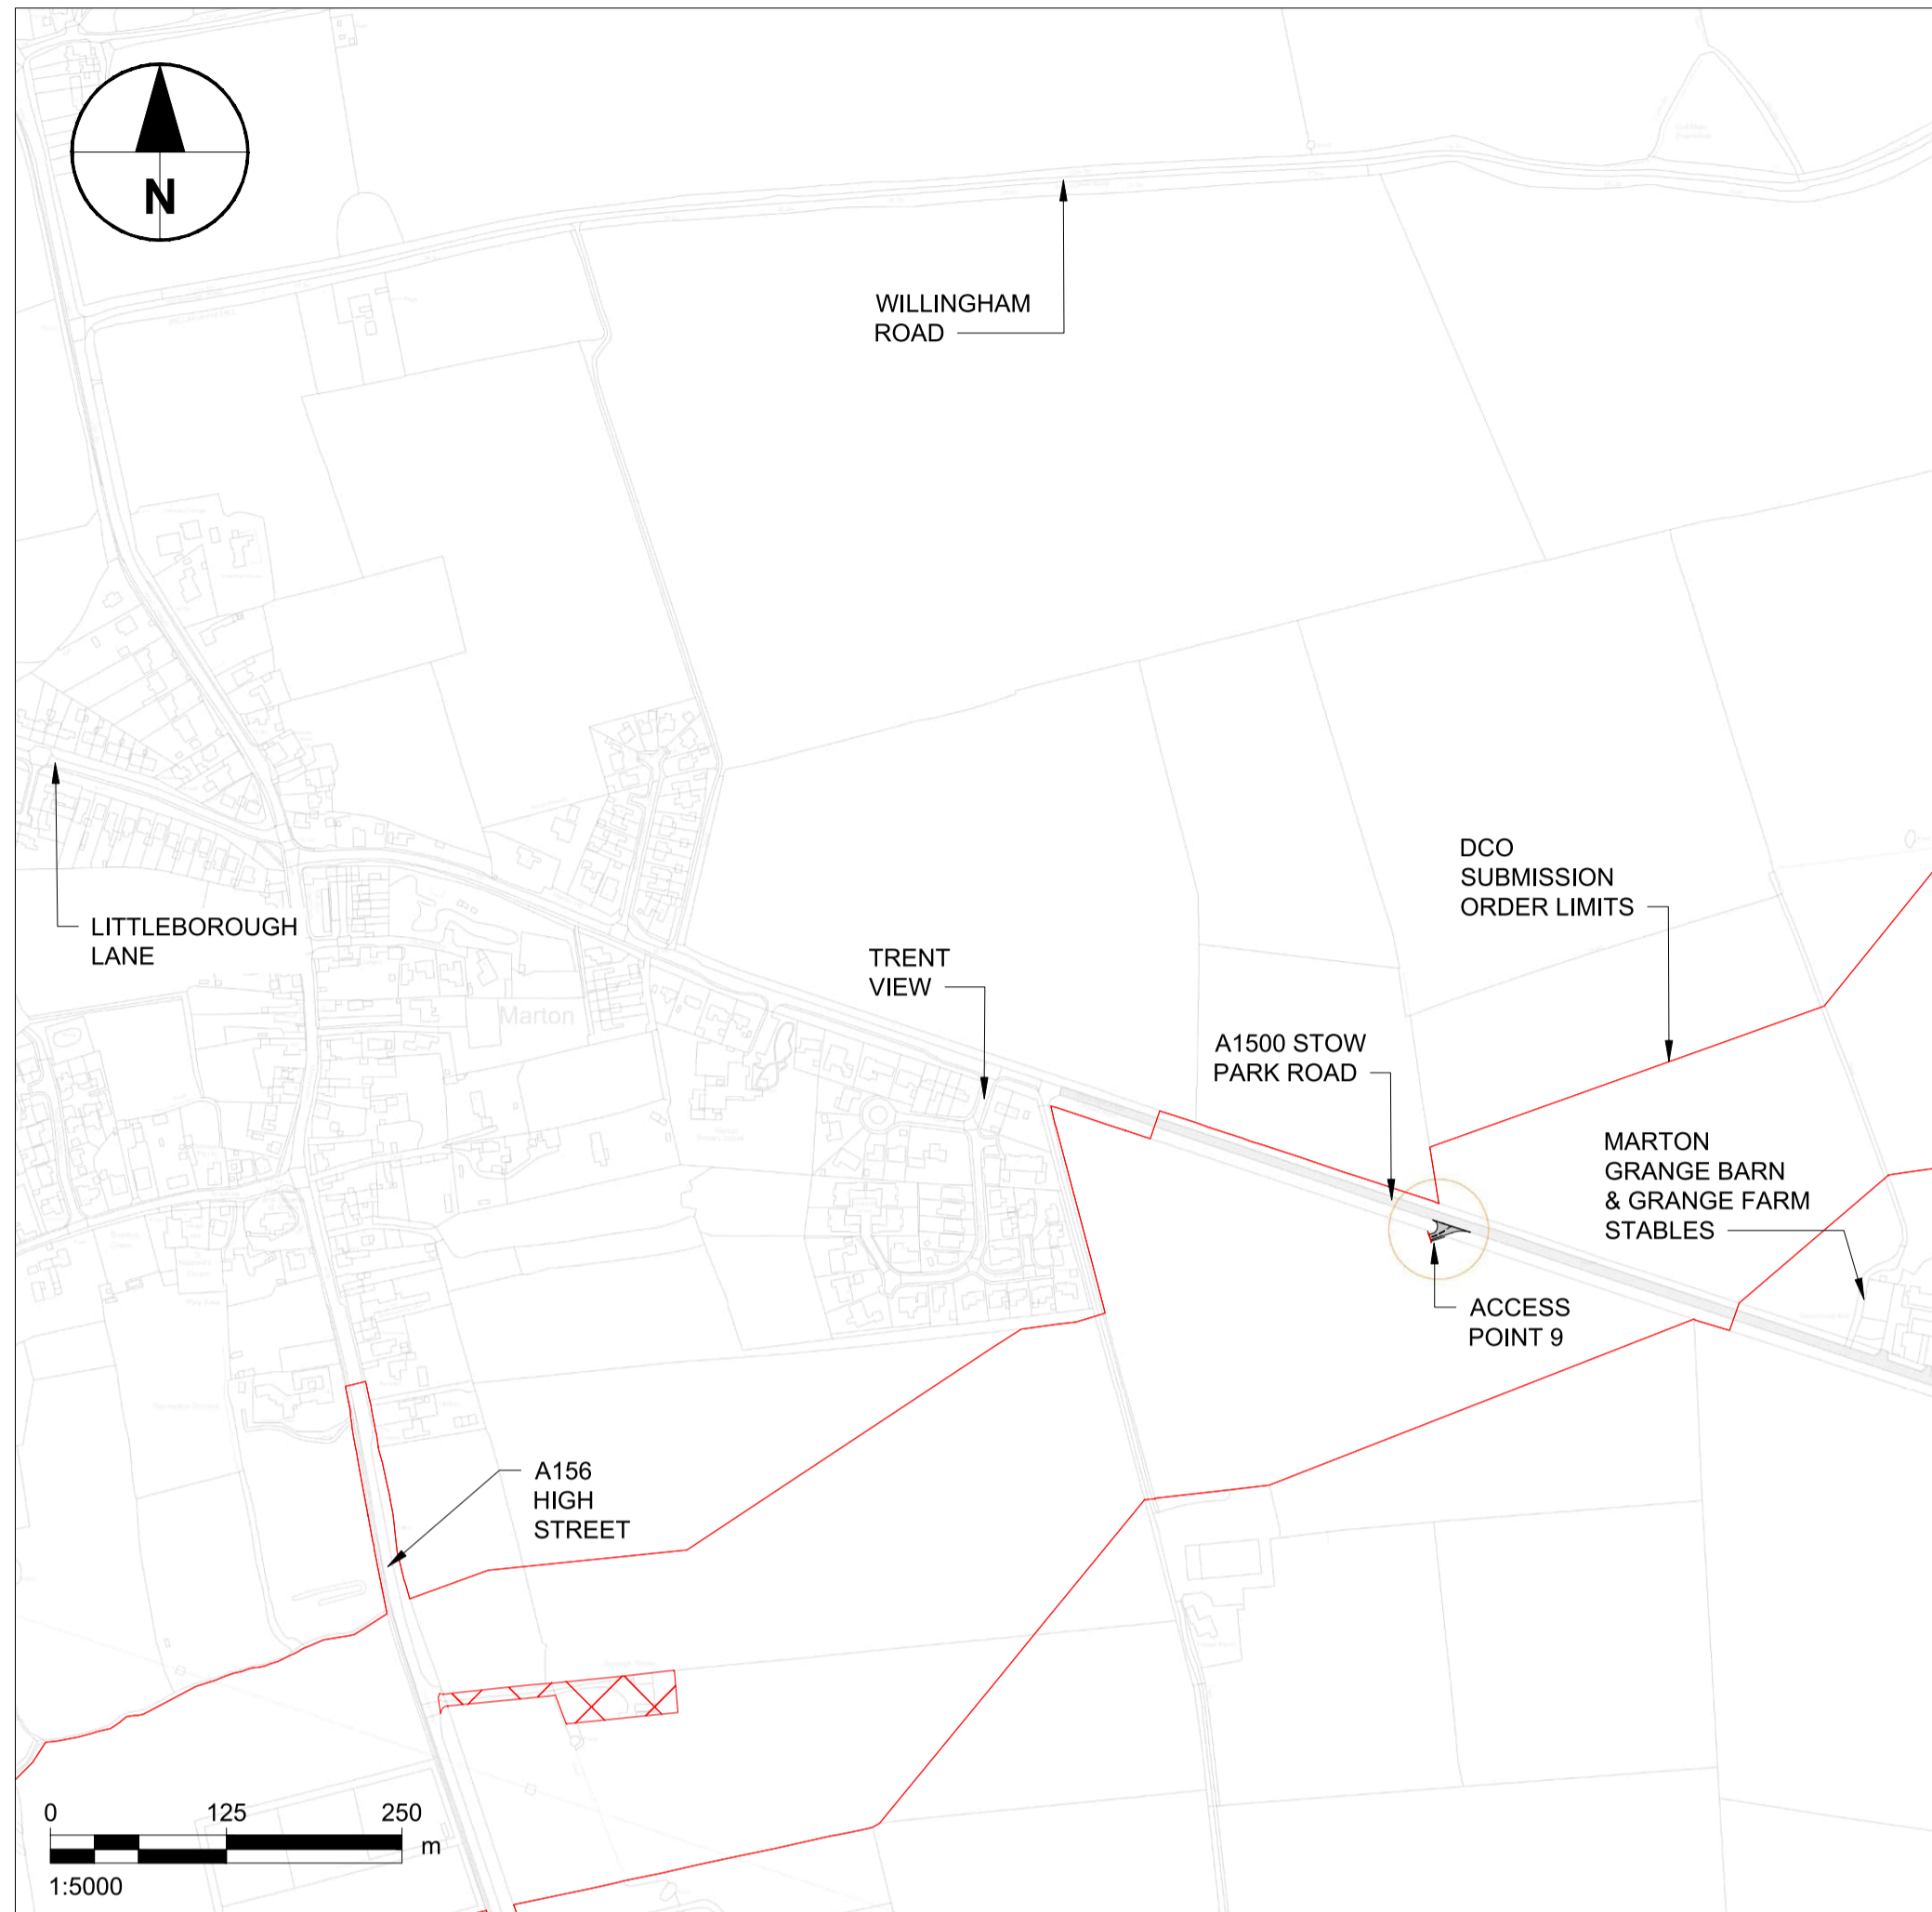 N
WILLINGHAM
ROAD
LITTLEBOROUGH
LANE
Marton
TRENT
VIEW
DCO
SUBMISSION
ORDER LIMITS
A1500 STOW
PARK ROAD
MARTON
GRANGE BARN
& GRANGE FARM
STABLES
ACCESS
POINT 9
A156
HIGH
STREET
0 125 250
m
1:5000